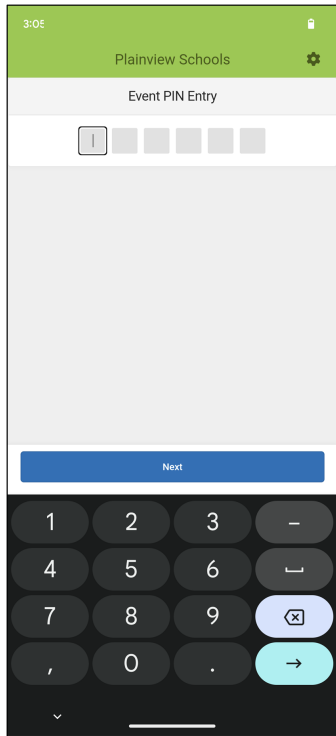 3:05
Plainview Schools
Event PIN Entry
Next
1 2 3 –
4 5 6
7 8 9
, 0 .